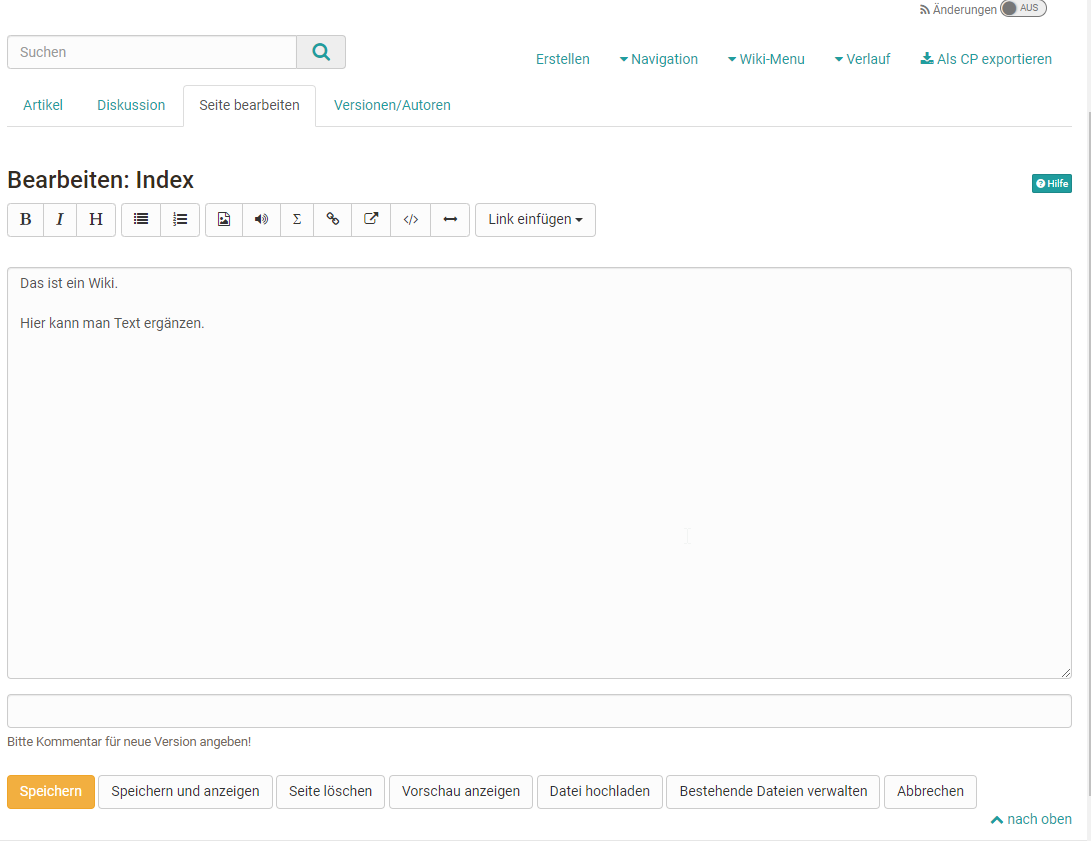 Änderungen AUS
Suchen
Erstellen Navigation Wiki-Menu Verlauf Als CP exportieren
Artikel Diskussion Seite bearbeiten Versionen/Autoren
Bearbeiten: Index
Hilfe
B I H Σ </> Link einfügen
Das ist ein Wiki.
Hier kann man Text ergänzen.
Bitte Kommentar für neue Version angeben!
Speichern Speichern und anzeigen Seite löschen Vorschau anzeigen Datei hochladen Bestehende Dateien verwalten Abbrechen
nach oben